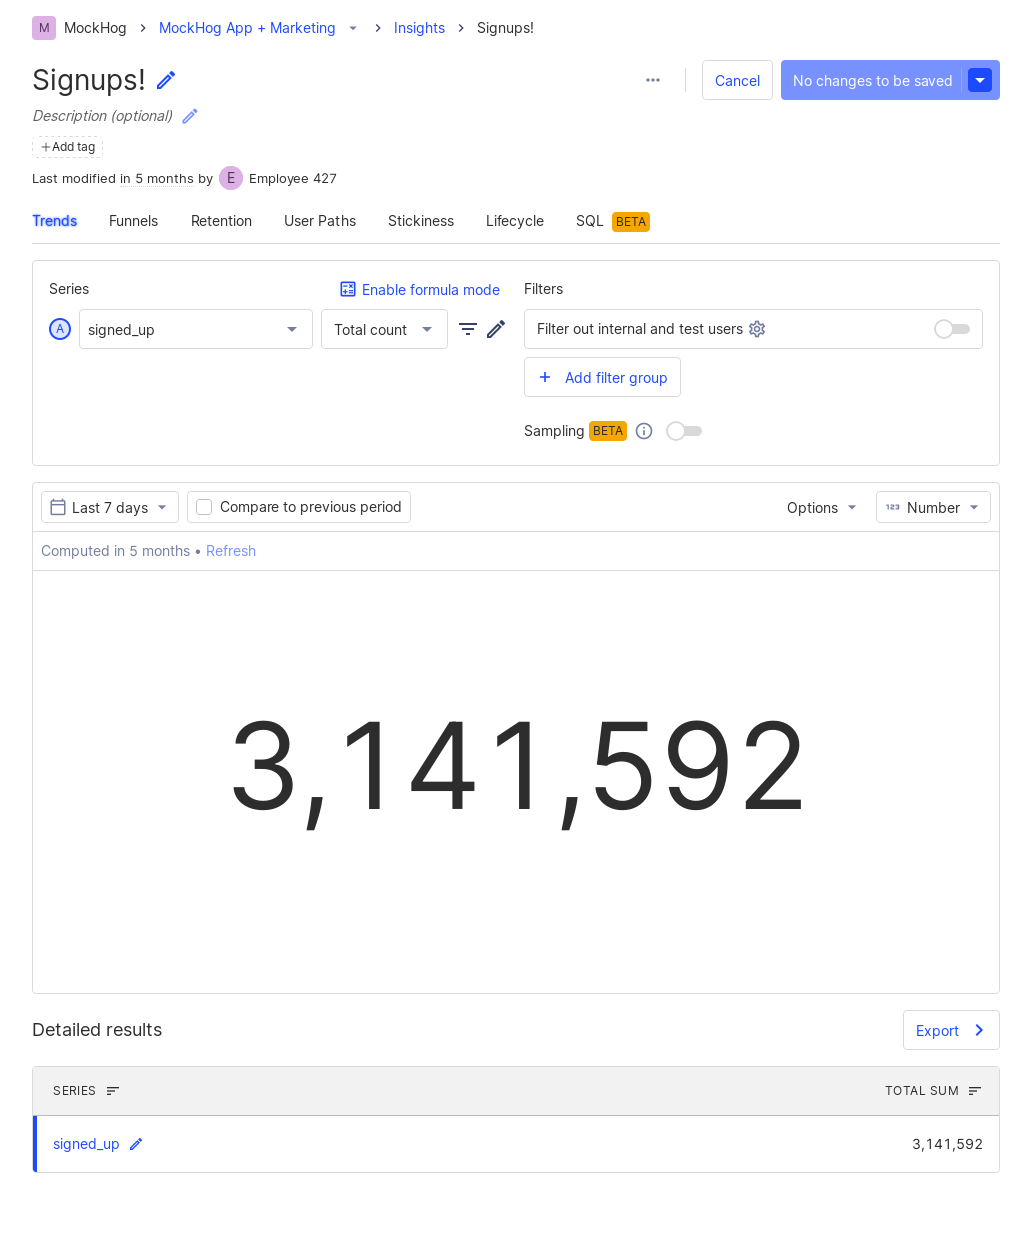 M MockHog > MockHog App + Marketing > Insights > Signups!
Signups!
Cancel
No changes to be saved
Description (optional)
+Add tag
Last modified in 5 months by E Employee 427
Trends Funnels Retention User Paths Stickiness Lifecycle SQL BETA
Series
Enable formula mode
Filters
A signed_up Total count
Filter out internal and test users
+ Add filter group
Sampling BETA
Last 7 days
Compare to previous period
Options
123 Number
Computed in 5 months • Refresh
3,141,592
Detailed results
Export
SERIES TOTAL SUM
signed_up 3,141,592